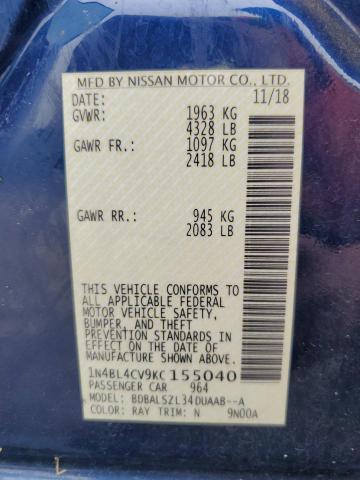 MFD BY NISSAN MOTOR CO., LTD.
DATE: 11/18
GVWR: 1963 KG
4328 LB
GAWR FR: 1097 KG
2418 LB
GAWR RR: 945 KG
2083 LB
THIS VEHICLE CONFORMS TO
ALL APPLICABLE FEDERAL
MOTOR VEHICLE SAFETY,
BUMPER, AND THEFT
PREVENTION STANDARDS IN
EFFECT ON THE DATE OF
MANUFACTURE SHOWN ABOVE.
1N4BL4CV9KC 155040
PASSENGER CAR 964
MODEL: BDBALSZL34DUAAB--A
COLOR: RAY TRIM: N 9N00A